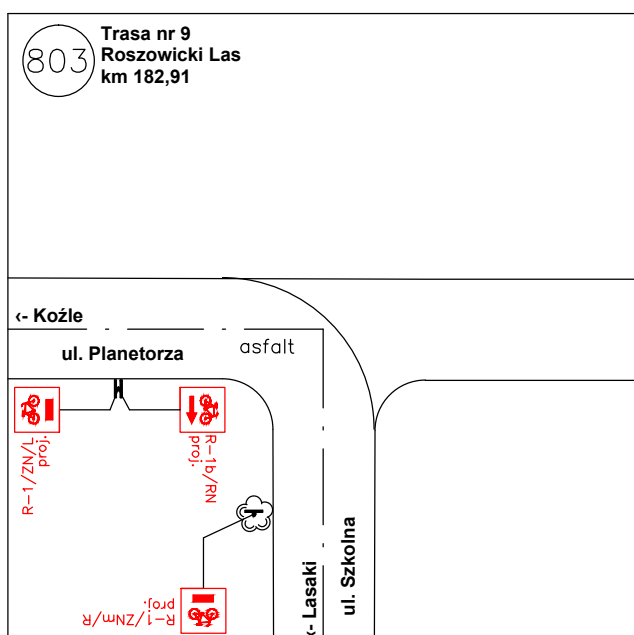 803
Trasa nr 9
Roszowicki Las
km 182,91
‹- Koźle
ul. Planetorza
asfalt
R-1/ZN/L
proj.
R-1b/RN
proj.
R-1/ZNm/R
proj.
‹- Lasaki
ul. Szkolna